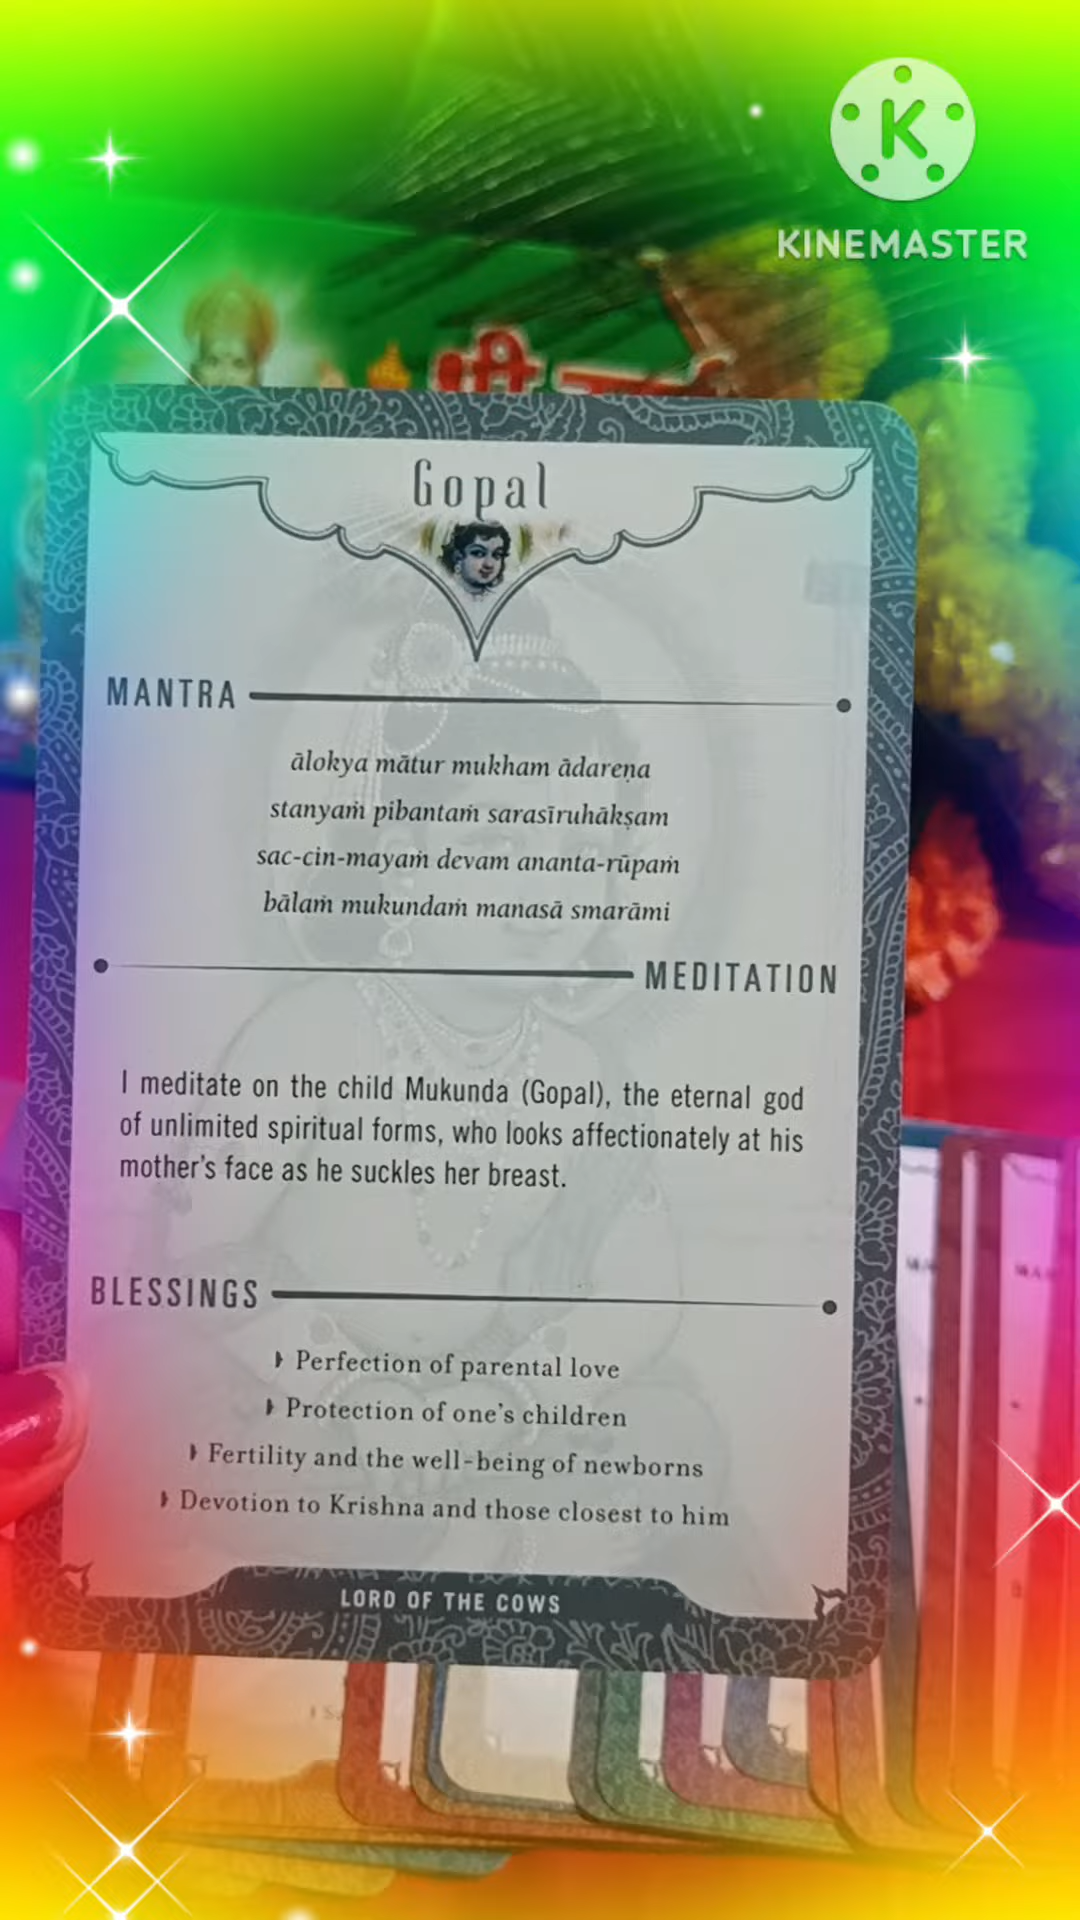 K
KINEMASTER
श्री
Gopal
MANTRA
ālokya mātur mukham ādareṇa
stanyaṁ pibantaṁ sarasīruhākṣam
sac-cin-mayaṁ devam ananta-rūpaṁ
bālaṁ mukundaṁ manasā smarāmi
MEDITATION
I meditate on the child Mukunda (Gopal), the eternal god
of unlimited spiritual forms, who looks affectionately at his
mother's face as he suckles her breast.
BLESSINGS
Perfection of parental love
Protection of one's children
Fertility and the well-being of newborns
Devotion to Krishna and those closest to him
LORD OF THE COWS